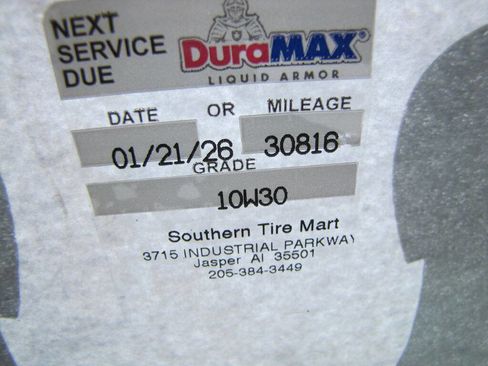 NEXT
SERVICE
DUE
DuraMAX
LIQUID ARMOR
DATE OR MILEAGE
01/21/26 30816
GRADE
10W30
Southern Tire Mart
3715 INDUSTRIAL PARKWAY
Jasper Al 35501
205-384-3449